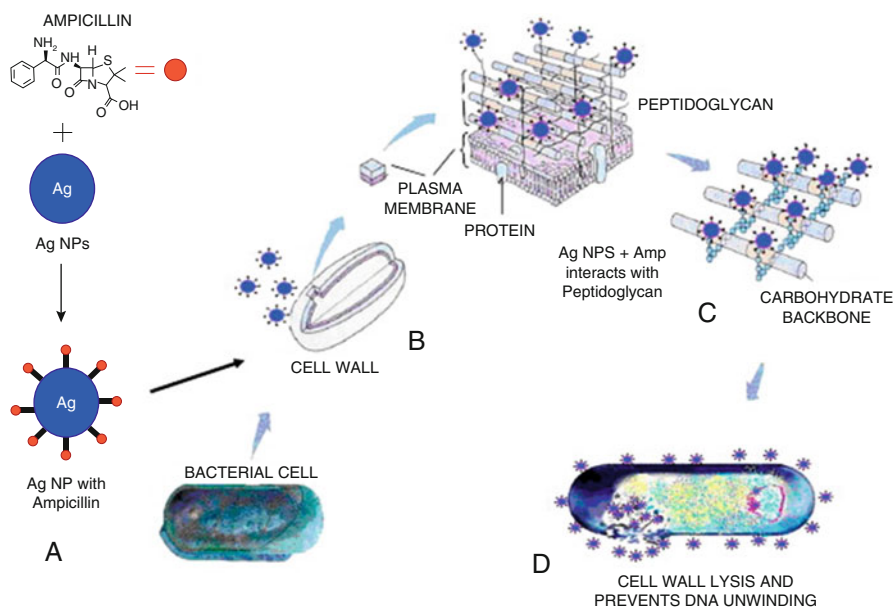 AMPICILLIN
NH2
H
NH
S
O
N
O
OH
O
+
Ag
Ag NPs
Ag
Ag NP with
Ampicillin
A
BACTERIAL CELL
CELL WALL
B
PLASMA
MEMBRANE
PROTEIN
PEPTIDOGLYCAN
Ag NPS + Amp
interacts with
Peptidoglycan
C
CARBOHYDRATE
BACKBONE
D
CELL WALL LYSIS AND
PREVENTS DNA UNWINDING